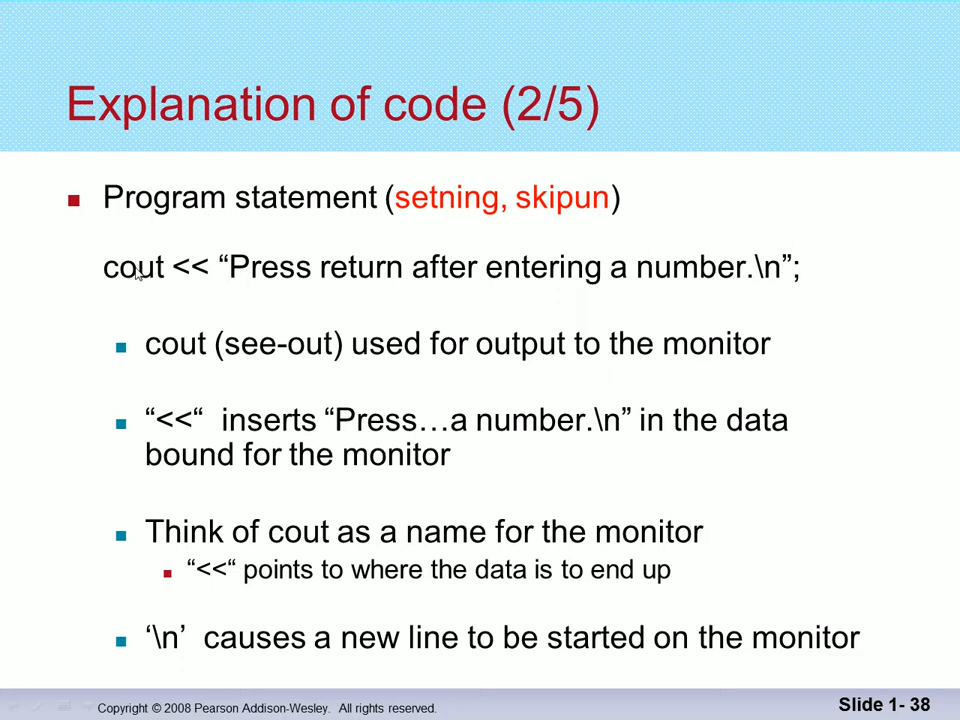 Explanation of code (2/5)
Program statement (setning, skipun)
cout << “Press return after entering a number.\n”;
cout (see-out) used for output to the monitor
“<<“ inserts “Press…a number.\n” in the data
bound for the monitor
Think of cout as a name for the monitor
“<<“ points to where the data is to end up
‘\n’ causes a new line to be started on the monitor
Copyright © 2008 Pearson Addison-Wesley. All rights reserved.
Slide 1- 38